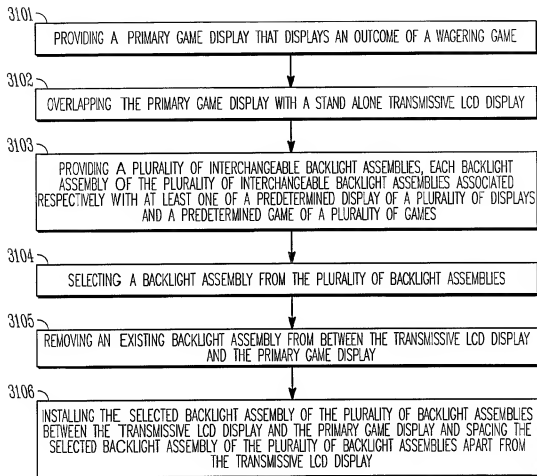 3101
PROVIDING A PRIMARY GAME DISPLAY THAT DISPLAYS AN OUTCOME OF A WAGERING GAME
3102
OVERLAPPING THE PRIMARY GAME DISPLAY WITH A STAND ALONE TRANSMISSIVE LCD DISPLAY
3103
PROVIDING A PLURALITY OF INTERCHANGEABLE BACKLIGHT ASSEMBLIES, EACH BACKLIGHT
ASSEMBLY OF THE PLURALITY OF INTERCHANGEABLE BACKLIGHT ASSEMBLIES ASSOCIATED
RESPECTIVELY WITH AT LEAST ONE OF A PREDETERMINED DISPLAY OF A PLURALITY OF DISPLAYS
AND A PREDETERMINED GAME OF A PLURALITY OF GAMES
3104
SELECTING A BACKLIGHT ASSEMBLY FROM THE PLURALITY OF BACKLIGHT ASSEMBLIES
3105
REMOVING AN EXISTING BACKLIGHT ASSEMBLY FROM BETWEEN THE TRANSMISSIVE LCD DISPLAY
AND THE PRIMARY GAME DISPLAY
3106
INSTALLING THE SELECTED BACKLIGHT ASSEMBLY OF THE PLURALITY OF BACKLIGHT ASSEMBLIES
BETWEEN THE TRANSMISSIVE LCD DISPLAY AND THE PRIMARY GAME DISPLAY AND SPACING THE
SELECTED BACKLIGHT ASSEMBLY OF THE PLURALITY OF BACKLIGHT ASSEMBLIES APART FROM
THE TRANSMISSIVE LCD DISPLAY